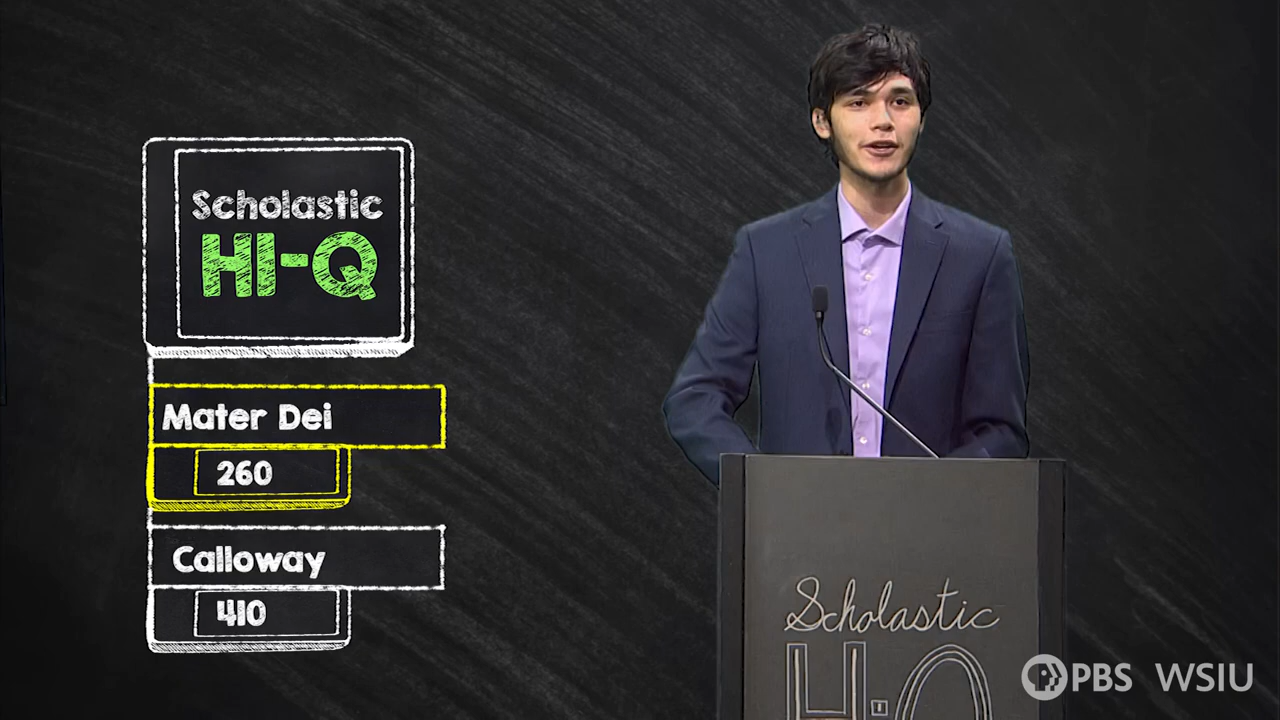 Scholastic
HI-Q
Mater Dei
260
Calloway
410
Scholastic
H-Q
PBS WSIU